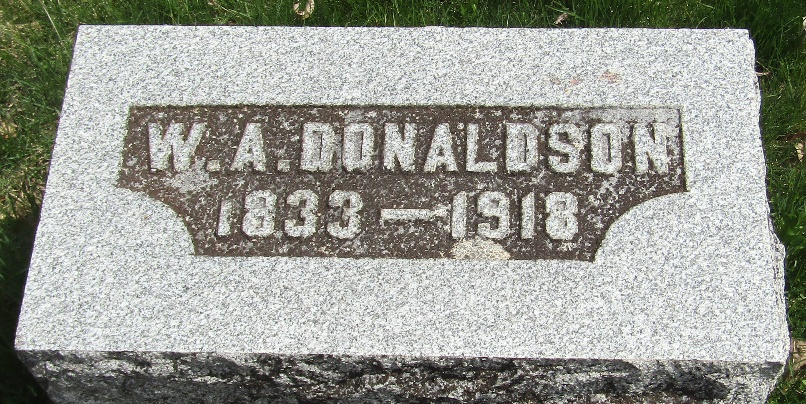 W. A. DONALDSON
1833 — 1918